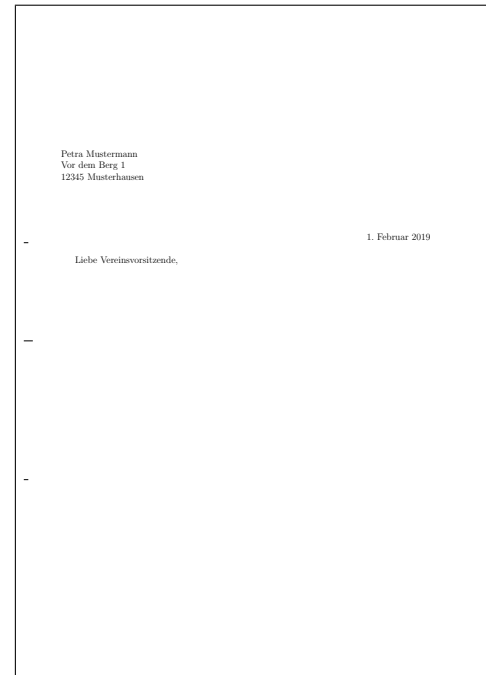 Petra Mustermann
Vor dem Berg 1
12345 Musterhausen
1. Februar 2019
Liebe Vereinsvorsitzende,